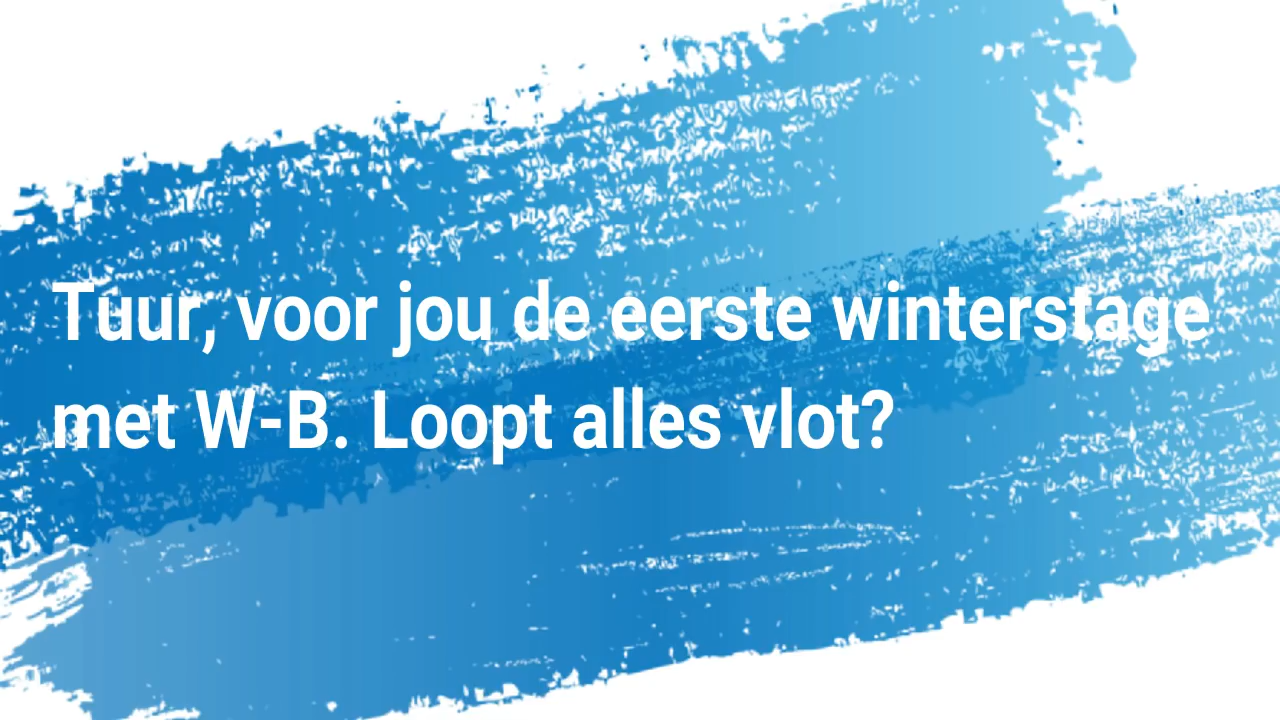 Tuur, voor jou de eerste winterstage
met W-B. Loopt alles vlot?